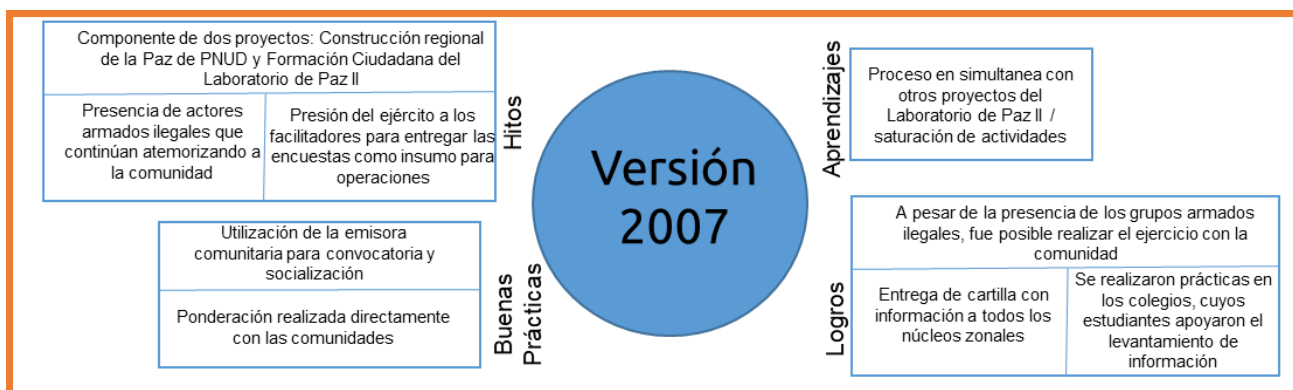 Componente de dos proyectos: Construcción regional
de la Paz de PNUD y Formación Ciudadana del
Laboratorio de Paz II
Presencia de actores
armados ilegales que
continúan atemorizando a
la comunidad
Presión del ejército a los
facilitadores para entregar las
encuestas como insumo para
operaciones
Hitos
Utilización de la emisora
comunitaria para convocatoria y
socialización
Ponderación realizada directamente
con las comunidades
Buenas
Prácticas
Versión
2007
Aprendizajes
Proceso en simultanea con
otros proyectos del
Laboratorio de Paz II /
saturación de actividades
Logros
A pesar de la presencia de los grupos armados
ilegales, fue posible realizar el ejercicio con la
comunidad
Entrega de cartilla con
información a todos los
núcleos zonales
Se realizaron prácticas en
los colegios, cuyos
estudiantes apoyaron el
levantamiento de
información